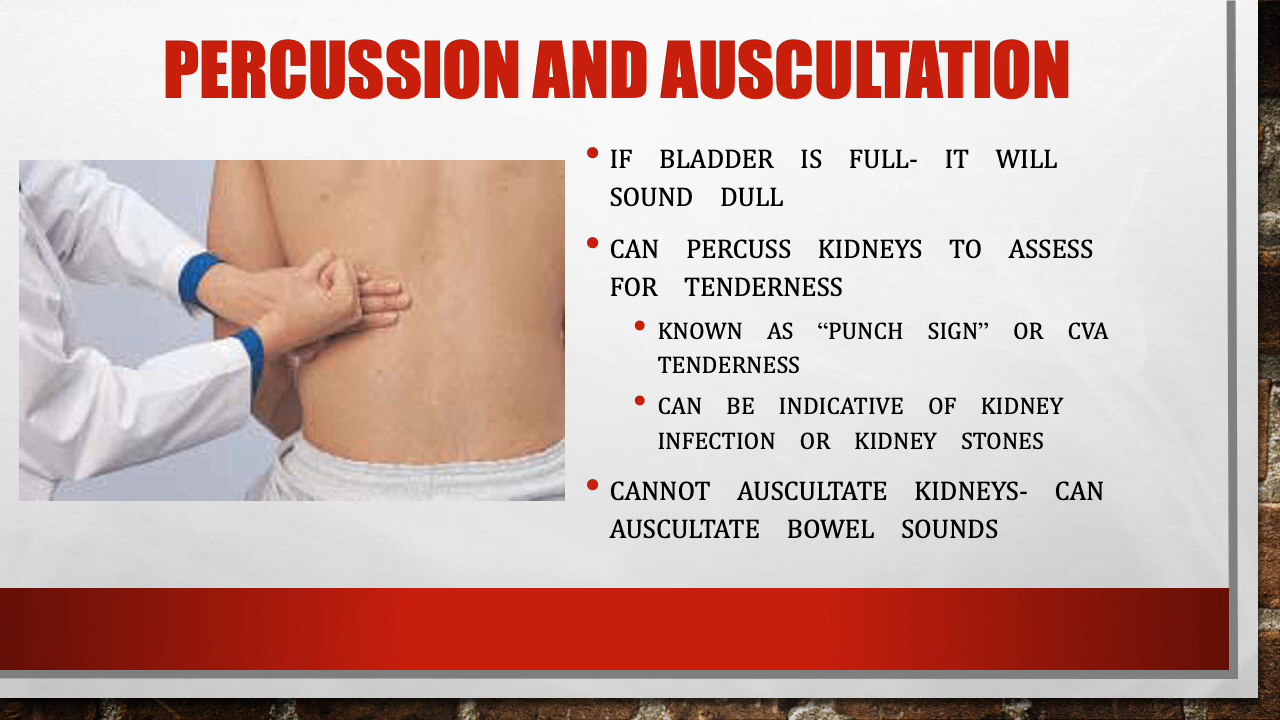 PERCUSSION AND AUSCULTATION
• IF BLADDER IS FULL- IT WILL
SOUND DULL
• CAN PERCUSS KIDNEYS TO ASSESS
FOR TENDERNESS
• KNOWN AS “PUNCH SIGN” OR CVA
TENDERNESS
• CAN BE INDICATIVE OF KIDNEY
INFECTION OR KIDNEY STONES
• CANNOT AUSCULTATE KIDNEYS- CAN
AUSCULTATE BOWEL SOUNDS